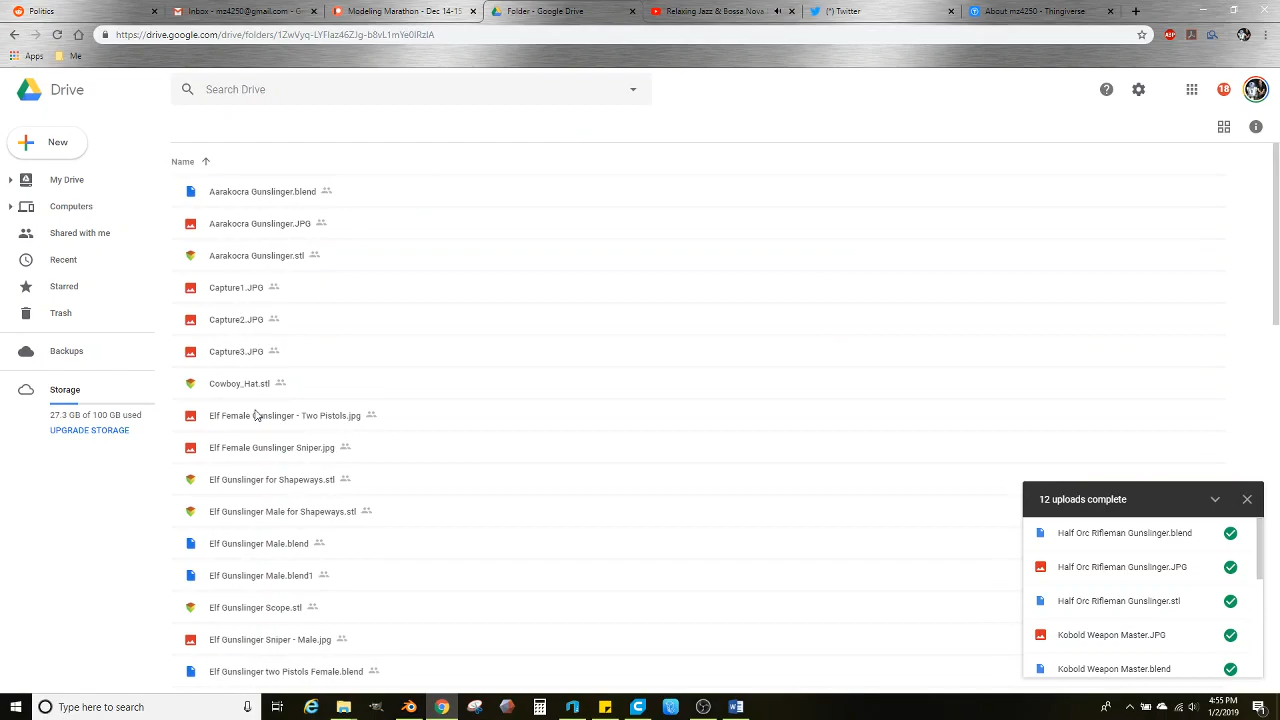 Politics
Inbox - mz4250@gmail.com - G
Modeling Marathon - Dec 14-15
Folder - Google Drive
Relaxing Jazz & Bossa Nova
(*) Twitter
About mz4250 - Thingiverse
https://drive.google.com/drive/folders/
Apps
Me
Drive
Search Drive
18
New
Name
My Drive
Computers
Shared with me
Recent
Starred
Trash
Backups
Storage
27.3 GB of 100 GB used
UPGRADE STORAGE
Aarakocra Gunslinger.blend
Aarakocra Gunslinger.JPG
Aarakocra Gunslinger.stl
Capture1.JPG
Capture2.JPG
Capture3.JPG
Cowboy_Hat.stl
Elf Female Gunslinger - Two Pistols.jpg
Elf Female Gunslinger Sniper.jpg
Elf Gunslinger for Shapeways.stl
Elf Gunslinger Male for Shapeways.stl
Elf Gunslinger Male.blend
Elf Gunslinger Male.blend1
Elf Gunslinger Scope.stl
Elf Gunslinger Sniper - Male.jpg
Elf Gunslinger two Pistols Female.blend
12 uploads complete
Half Orc Rifleman Gunslinger.blend
Half Orc Rifleman Gunslinger.JPG
Half Orc Rifleman Gunslinger.stl
Kobold Weapon Master.JPG
Kobold Weapon Master.blend
Type here to search
4:55 PM
1/2/2019